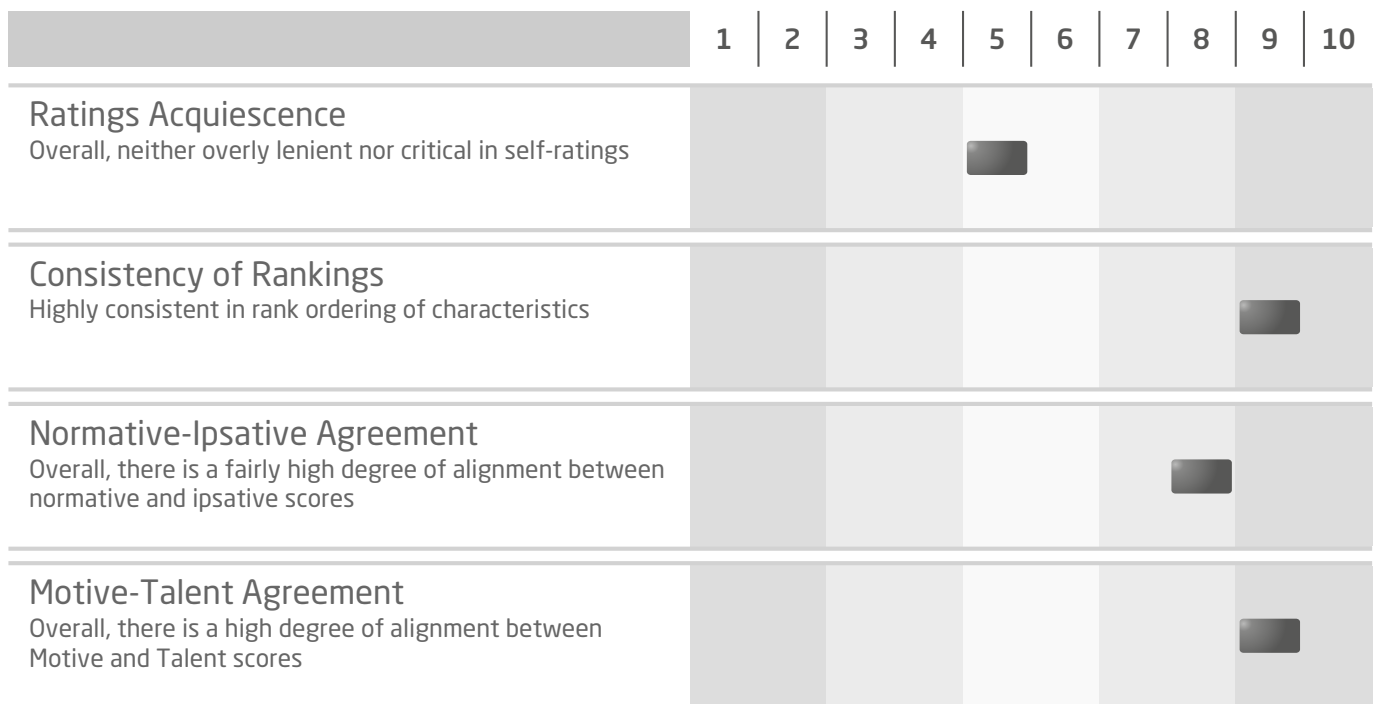 1 2 3 4 5 6 7 8 9 10
Ratings Acquiescence
Overall, neither overly lenient nor critical in self-ratings
Consistency of Rankings
Highly consistent in rank ordering of characteristics
Normative-Ipsative Agreement
Overall, there is a fairly high degree of alignment between
normative and ipsative scores
Motive-Talent Agreement
Overall, there is a high degree of alignment between
Motive and Talent scores